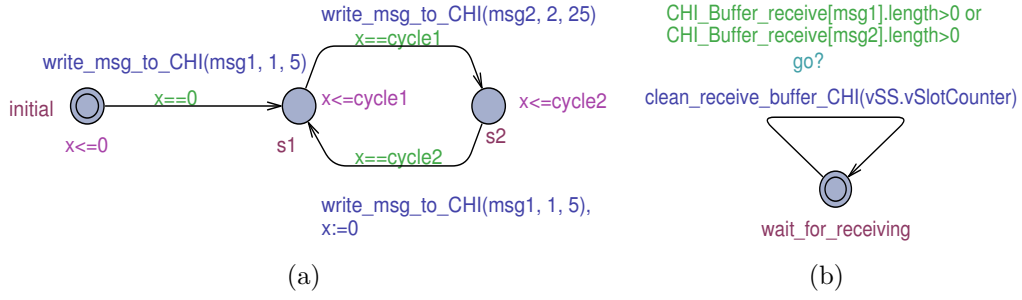 write_msg_to_CHI(msg2, 2, 25)
x==cycle1
write_msg_to_CHI(msg1, 1, 5)
x==0
initial
x<=0
x<=cycle1
s1
x<=cycle2
s2
x==cycle2
write_msg_to_CHI(msg1, 1, 5),
x:=0
(a)
CHI_Buffer_receive[msg1].length>0 or
CHI_Buffer_receive[msg2].length>0
go?
clean_receive_buffer_CHI(vSS.vSlotCounter)
wait_for_receiving
(b)